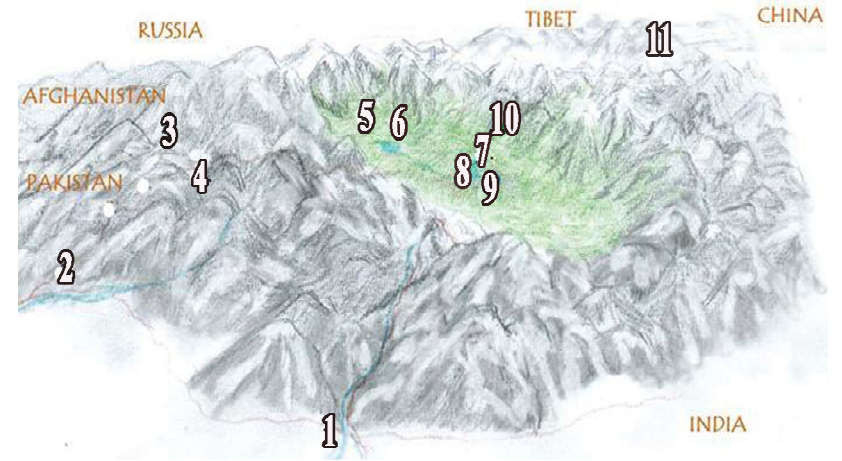 RUSSIA
TIBET
CHINA
11
AFGHANISTAN
5
6
10
3
7
4
8
9
PAKISTAN
2
1
INDIA